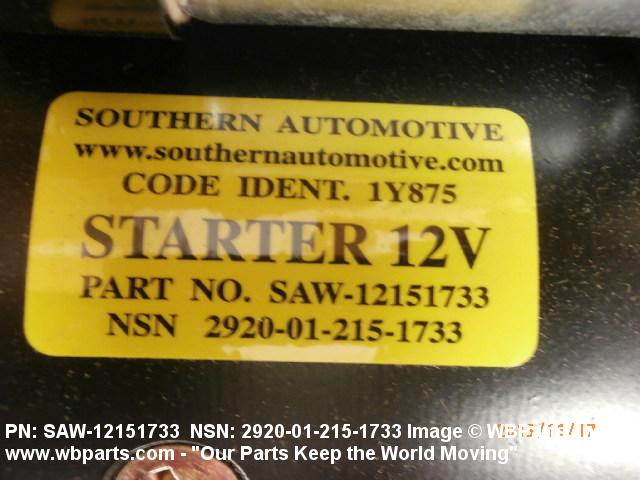 SOUTHERN AUTOMOTIVE
www.southernautomotive.com
CODE IDENT. 1Y875
STARTER 12V
PART NO. SAW-12151733
NSN 2920-01-215-1733
PN: SAW-12151733 NSN: 2920-01-215-1733 Image ©
www.wbparts.com - "Our Parts Keep the World Moving"